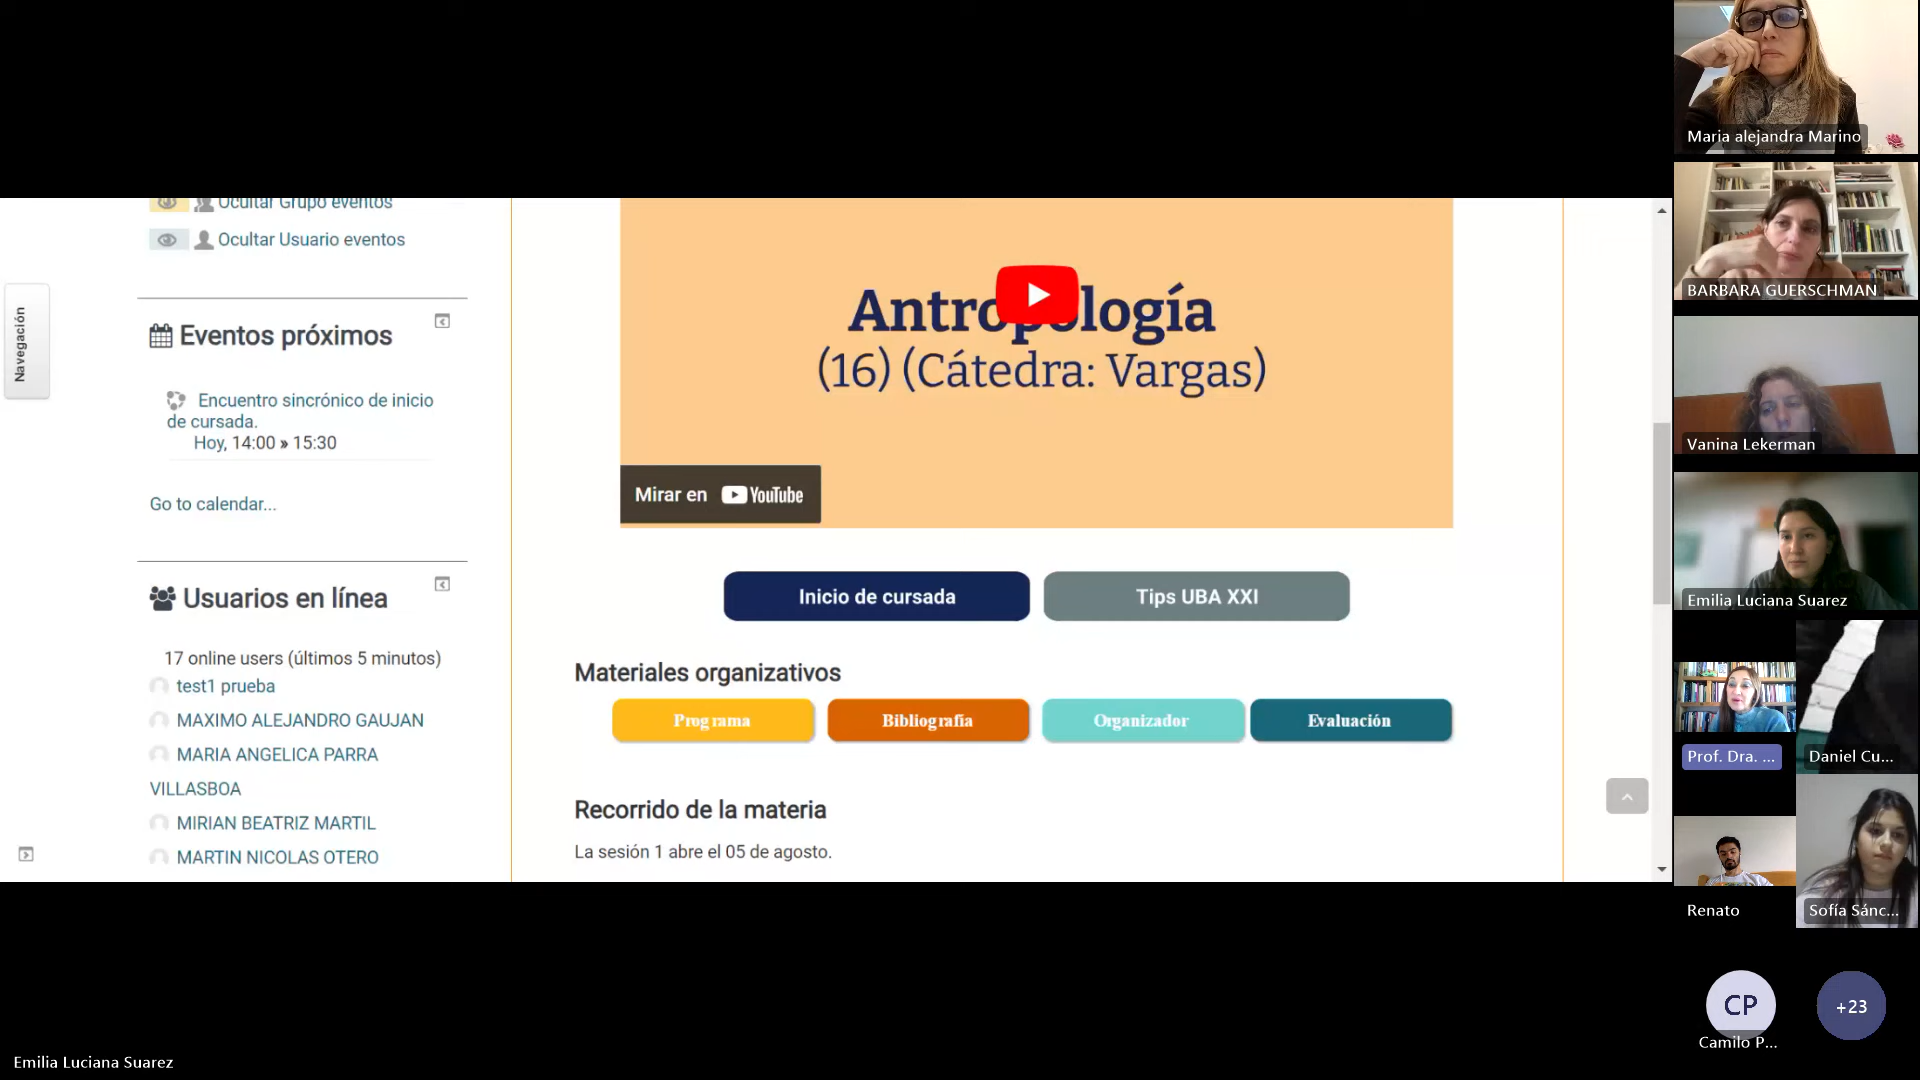 Ocultar Grupo eventos
Ocultar Usuario eventos
Navegación
Eventos próximos
Encuentro sincrónico de inicio
de cursada.
Hoy, 14:00 » 15:30
Go to calendar...
Usuarios en línea
17 online users (últimos 5 minutos)
test1 prueba
MAXIMO ALEJANDRO GAUJAN
MARIA ANGELICA PARRA
VILLASBOA
MIRIAN BEATRIZ MARTIL
MARTIN NICOLAS OTERO
Antropología
(16) (Cátedra: Vargas)
Mirar en YouTube
Inicio de cursada
Tips UBA XXI
Materiales organizativos
Programa
Bibliografía
Organizador
Evaluación
Recorrido de la materia
La sesión 1 abre el 05 de agosto.
Maria alejandra Marino
BARBARA GUERSCHMAN
Vanina Lekerman
Emilia Luciana Suarez
Prof. Dra. ...
Daniel Cu...
Renato
Sofía Sánc...
CP
Camilo P...
+23
Emilia Luciana Suarez